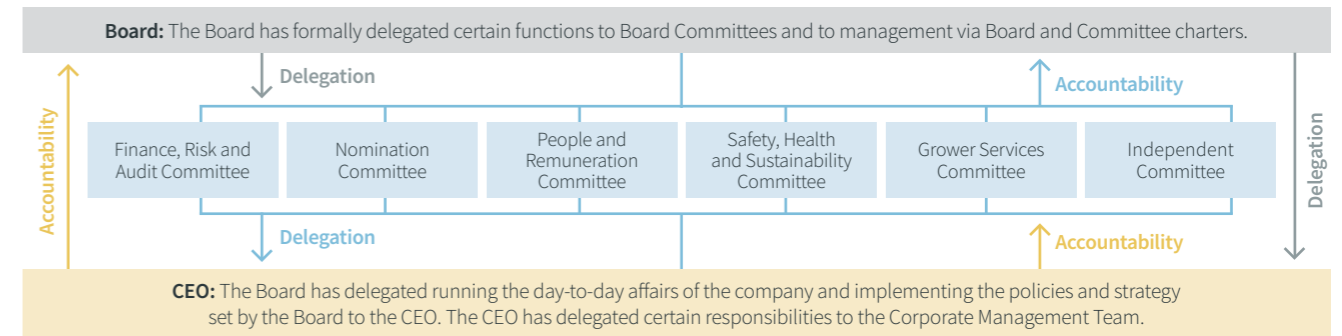 Board: The Board has formally delegated certain functions to Board Committees and to management via Board and Committee charters.
Accountability
Delegation
Accountability
Delegation
Finance, Risk and
Audit Committee
Nomination
Committee
People and
Remuneration
Committee
Safety, Health
and Sustainability
Committee
Grower Services
Committee
Independent
Committee
Delegation
Accountability
CEO: The Board has delegated running the day-to-day affairs of the company and implementing the policies and strategy
set by the Board to the CEO. The CEO has delegated certain responsibilities to the Corporate Management Team.